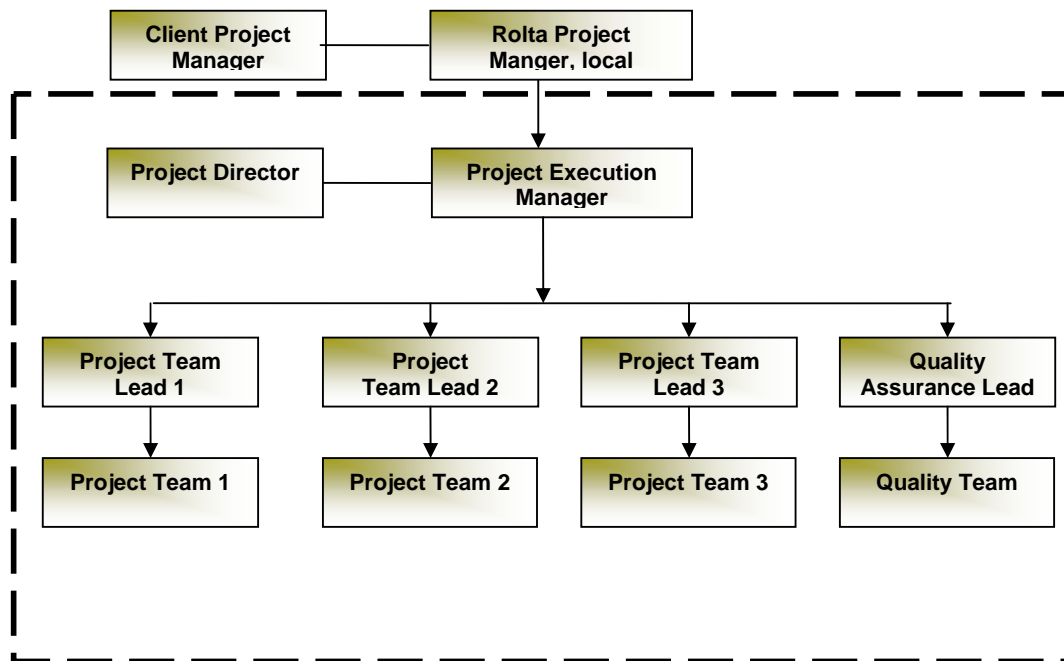 Client Project
Manager
Rolta Project
Manger, local
Project Director
Project Execution
Manager
Project Team
Lead 1
Project
Team Lead 2
Project Team
Lead 3
Quality
Assurance Lead
Project Team 1
Project Team 2
Project Team 3
Quality Team